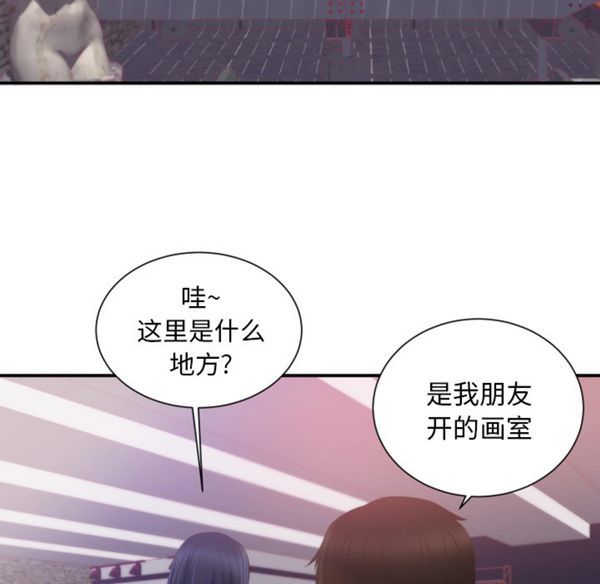 哇~
这里是什么
地方?
是我朋友
开的画室